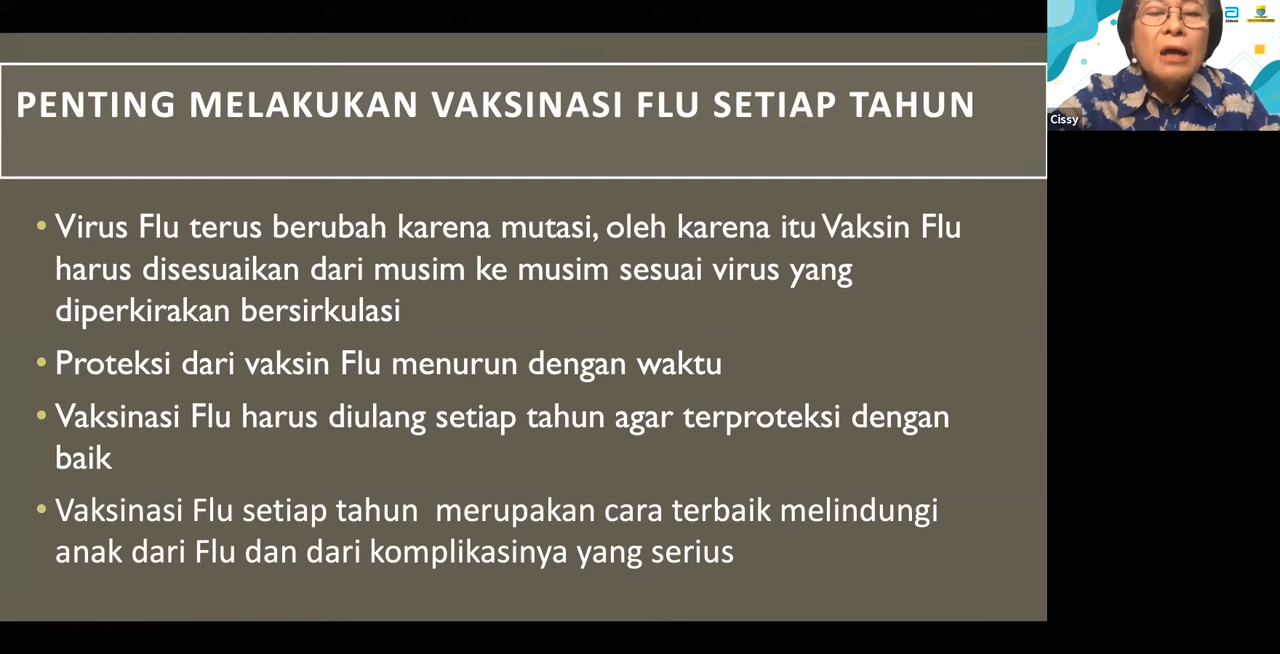 PENTING MELAKUKAN VAKSINASI FLU SETIAP TAHUN
• Virus Flu terus berubah karena mutasi, oleh karena itu Vaksin Flu
harus disesuaikan dari musim ke musim sesuai virus yang
diperkirakan bersirkulasi
• Proteksi dari vaksin Flu menurun dengan waktu
• Vaksinasi Flu harus diulang setiap tahun agar terproteksi dengan
baik
• Vaksinasi Flu setiap tahun merupakan cara terbaik melindungi
anak dari Flu dan dari komplikasinya yang serius
Cissy
Abbott